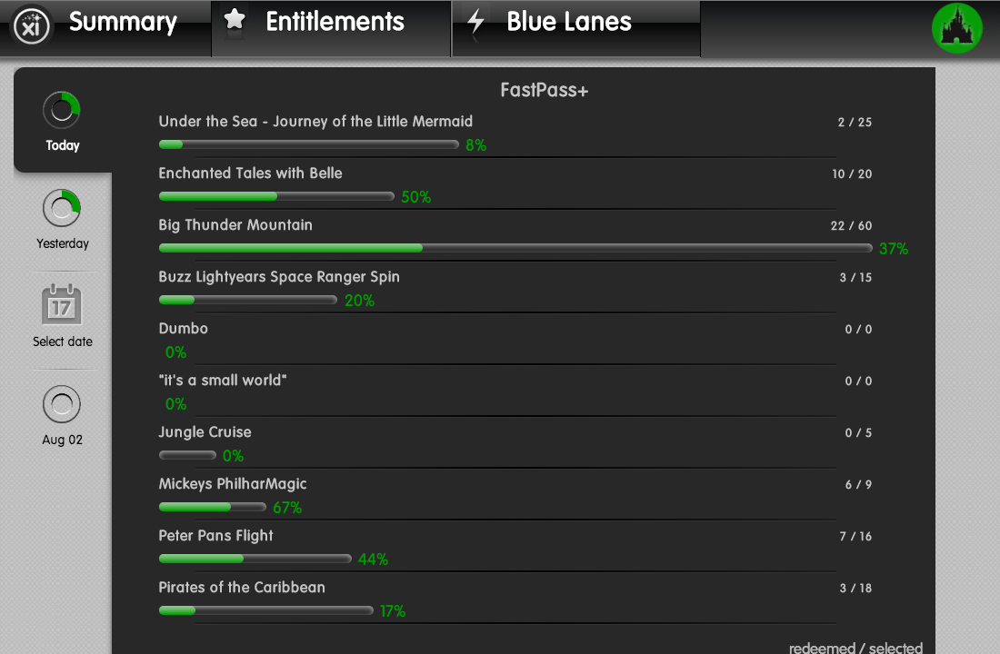 xi Summary Entitlements Blue Lanes
FastPass+
Today
Yesterday
17
Select date
Aug 02
Under the Sea - Journey of the Little Mermaid 2 / 25
8%
Enchanted Tales with Belle 10 / 20
50%
Big Thunder Mountain 22 / 60
37%
Buzz Lightyears Space Ranger Spin 3 / 15
20%
Dumbo 0 / 0
0%
"it's a small world" 0 / 0
0%
Jungle Cruise 0 / 5
0%
Mickeys PhilharMagic 6 / 9
67%
Peter Pans Flight 7 / 16
44%
Pirates of the Caribbean 3 / 18
17%
redeemed / selected